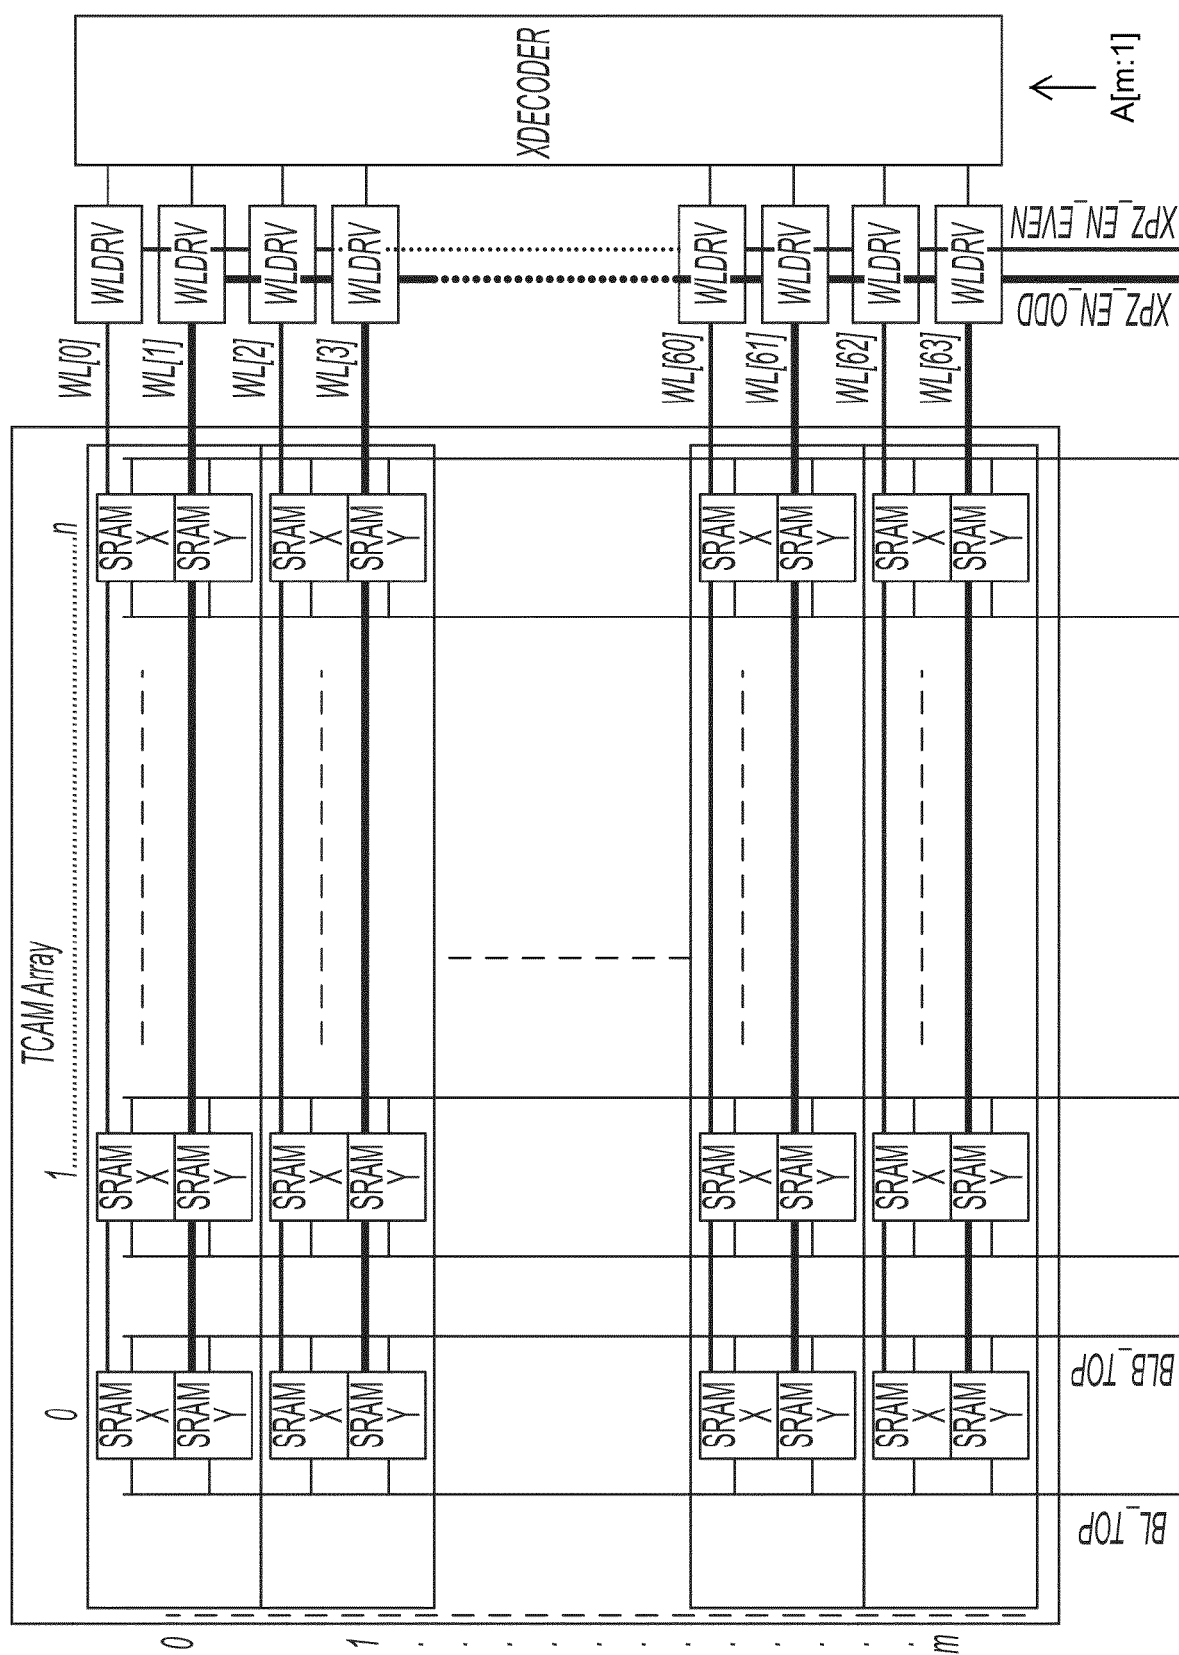 TCAM Array
0
1
n
0
1
m
SRAM
X
SRAM
Y
SRAM
X
SRAM
Y
SRAM
X
SRAM
Y
WL[0]
WL[1]
WLDRV
WLDRV
SRAM
X
SRAM
Y
SRAM
X
SRAM
Y
SRAM
X
SRAM
Y
WL[2]
WL[3]
WLDRV
WLDRV
SRAM
X
SRAM
Y
SRAM
X
SRAM
Y
SRAM
X
SRAM
Y
WL[60]
WL[61]
WLDRV
WLDRV
SRAM
X
SRAM
Y
SRAM
X
SRAM
Y
SRAM
X
SRAM
Y
WL[62]
WL[63]
WLDRV
WLDRV
XDECODER
A[m:1]
BL_TOP
BLB_TOP
XPZ_EN_ODD
XPZ_EN_EVEN